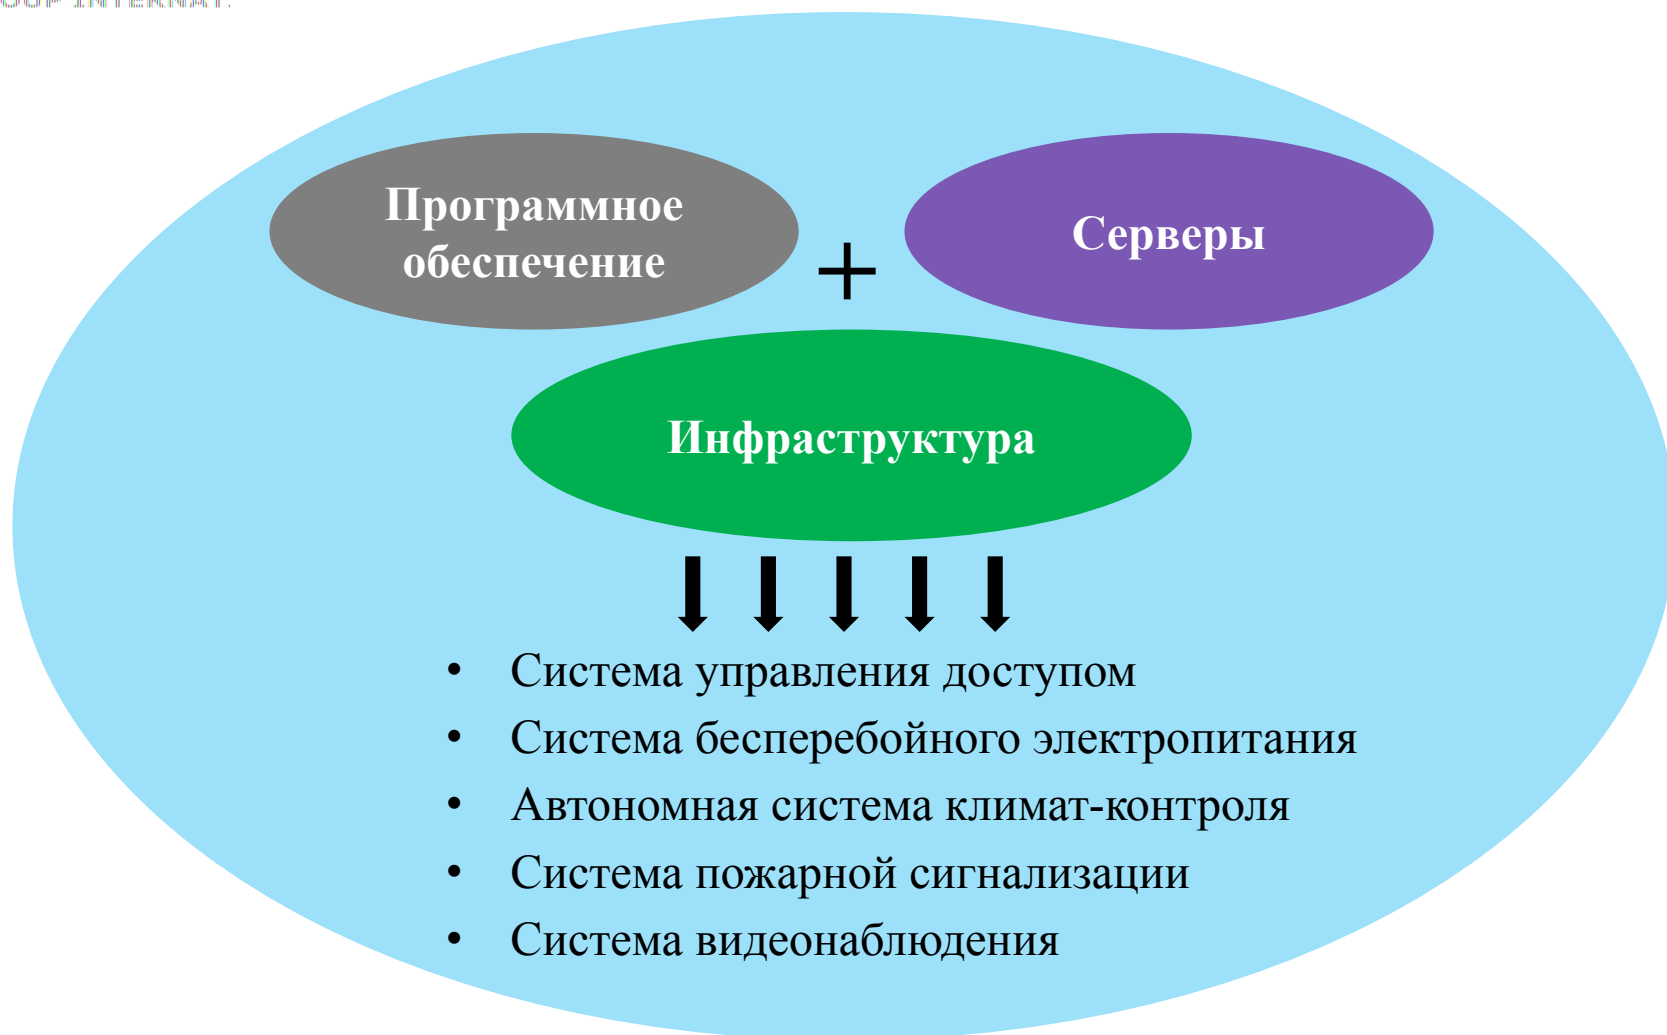 Программное
обеспечение
+
Серверы
Инфраструктура
• Система управления доступом
• Система бесперебойного электропитания
• Автономная система климат-контроля
• Система пожарной сигнализации
• Система видеонаблюдения